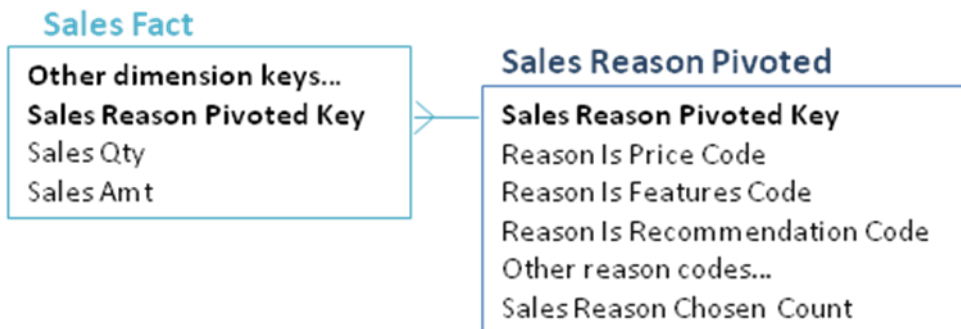 Sales Fact
Other dimension keys...
Sales Reason Pivoted Key
Sales Qty
Sales Amt
Sales Reason Pivoted
Sales Reason Pivoted Key
Reason Is Price Code
Reason Is Features Code
Reason Is Recommendation Code
Other reason codes...
Sales Reason Chosen Count